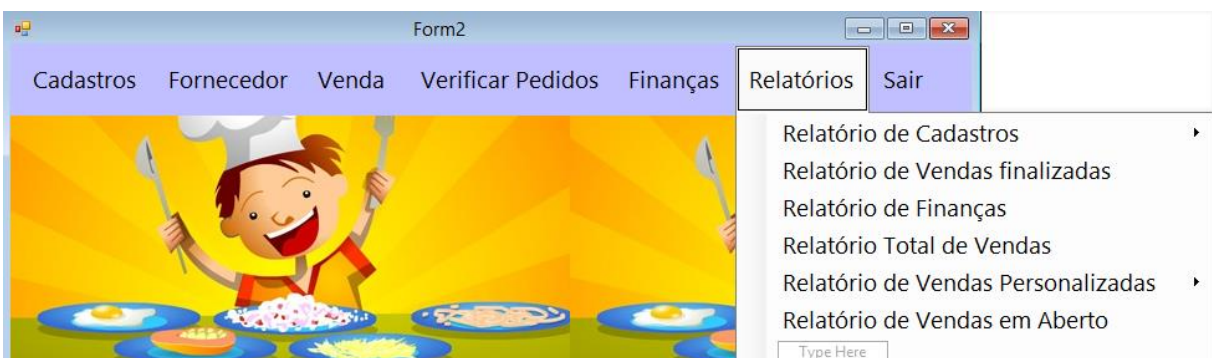 Form2
Cadastros Fornecedor Venda Verificar Pedidos Finanças Relatórios Sair
Relatório de Cadastros
Relatório de Vendas finalizadas
Relatório de Finanças
Relatório Total de Vendas
Relatório de Vendas Personalizadas
Relatório de Vendas em Aberto
Type Here